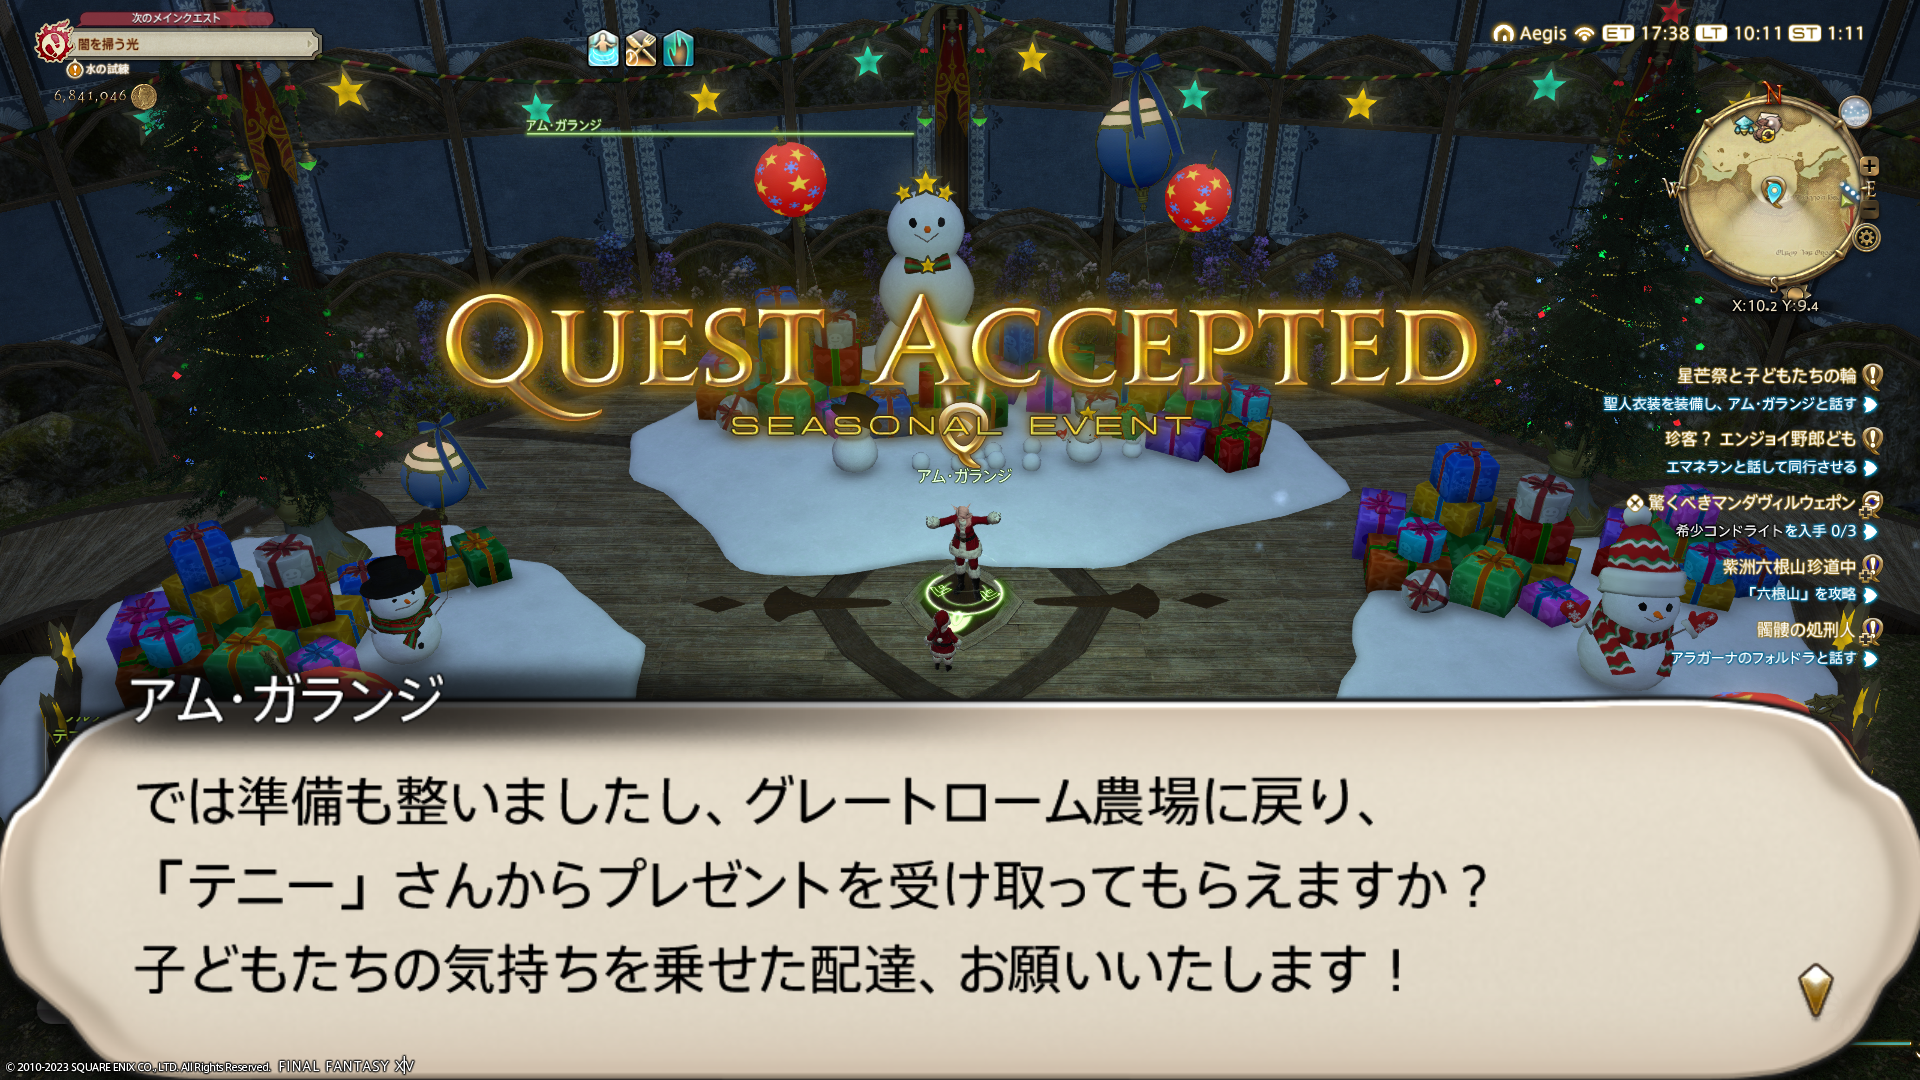 次のメインクエスト
闇を掃う光
水の試練
6,841,046
アム・ガランジ
Aegis ET 17:38 LT 10:11 ST 1:11
N
W
E
S
X:10.2 Y:9.4
QUEST ACCEPTED
SEASONAL EVENT
アム・ガランジ
星芒祭と子どもたちの輪
聖人衣装を装備し、アム・ガランジと話す
珍客？ エンジョイ野郎ども
エマネランと話して同行させる
驚くべきマンダヴィルウェポン
希少コンドライトを入手 0/3
紫洲六根山珍道中
「六根山」を攻略
髑髏の処刑人
アラガーナのフォルドラと話す
アム・ガランジ
では準備も整いましたし、グレートローム農場に戻り、
「テニー」さんからプレゼントを受け取ってもらえますか？
子どもたちの気持ちを乗せた配達、お願いいたします！
© 2010-2023 SQUARE ENIX CO., LTD. All Rights Reserved. FINAL FANTASY XIV